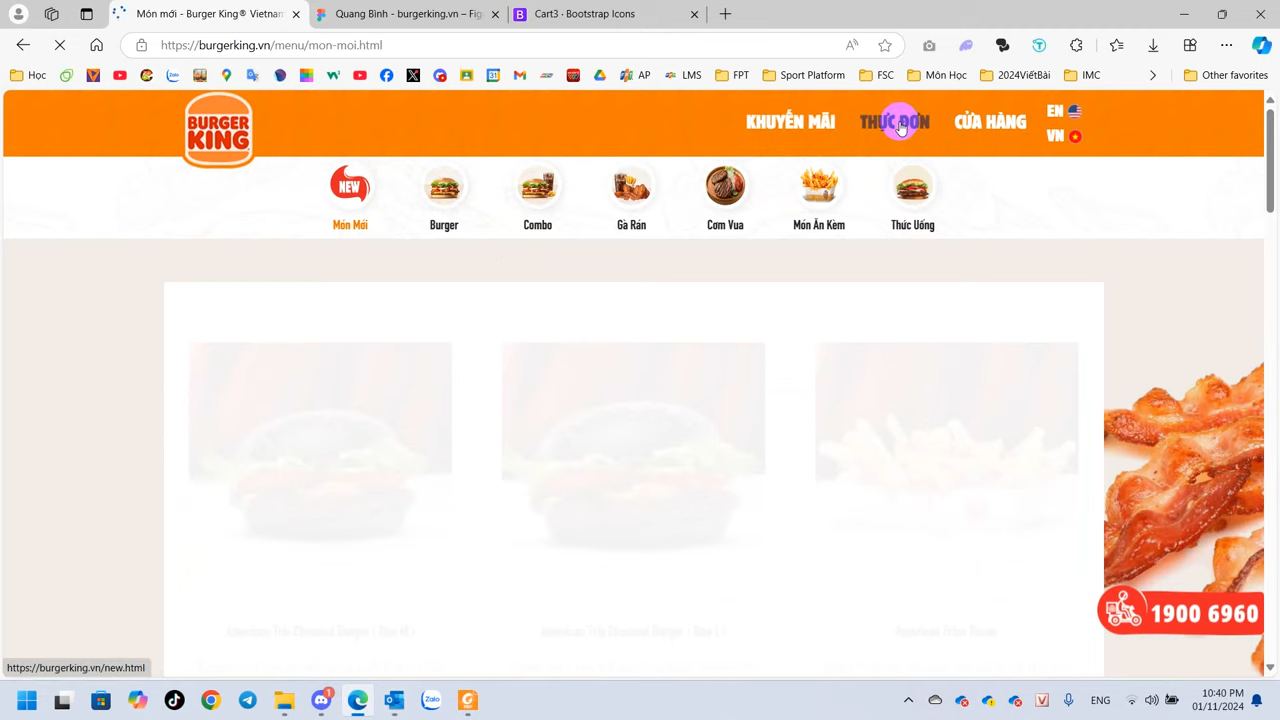 Món mới - Burger King® Vietnam
Quang Bình - burgerking.vn – Fig
Cart3 · Bootstrap Icons
https://burgerking.vn/menu/mon-moi.html
Học
AP
LMS
FPT
Sport Platform
FSC
Môn Học
2024ViếtBài
IMC
Other favorites
BURGER
KING
KHUYẾN MÃI
THỰC ĐƠN
CỬA HÀNG
EN
VN
NEW
Món Mới
Burger
Combo
Gà Rán
Cơm Vua
Món Ăn Kèm
Thức Uống
1900 6960
https://burgerking.vn/new.html
1
ENG
10:40 PM
01/11/2024